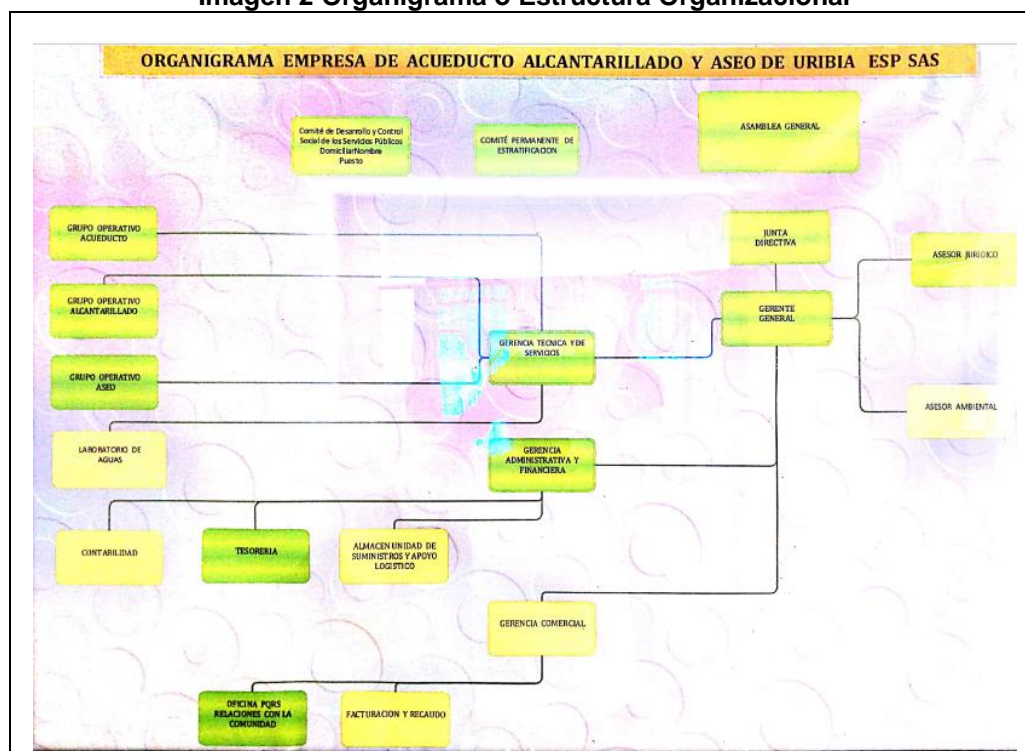 Imagen 2 Organigrama o Estructura Organizacional
ORGANIGRAMA EMPRESA DE ACUEDUCTO ALCANTARILLADO Y ASEO DE URIBIA ESP SAS
Comité de Desarrollo y Control
Social de los Servicios Públicos
DomiciliarNombre
Puesto
COMITÉ PERMANENTE DE
ESTRATIFICACION
ASAMBLEA GENERAL
GRUPO OPERATIVO
ACUEDUCTO
JUNTA
DIRECTIVA
ASESOR JURIDICO
GRUPO OPERATIVO
ALCANTARILLADO
GERENTE
GENERAL
GERENCIA TECNICA Y DE
SERVICIOS
GRUPO OPERATIVO
ASEO
ASESOR AMBIENTAL
LABORATORIO DE
AGUAS
GERENCIA
ADMINISTRATIVA Y
FINANCIERA
CONTABILIDAD
TESORERIA
ALMACEN UNIDAD DE
SUMINISTROS Y APOYO
LOGISTICO
GERENCIA COMERCIAL
OFICINA PQRS
RELACIONES CON LA
COMUNIDAD
FACTURACION Y RECAUDO